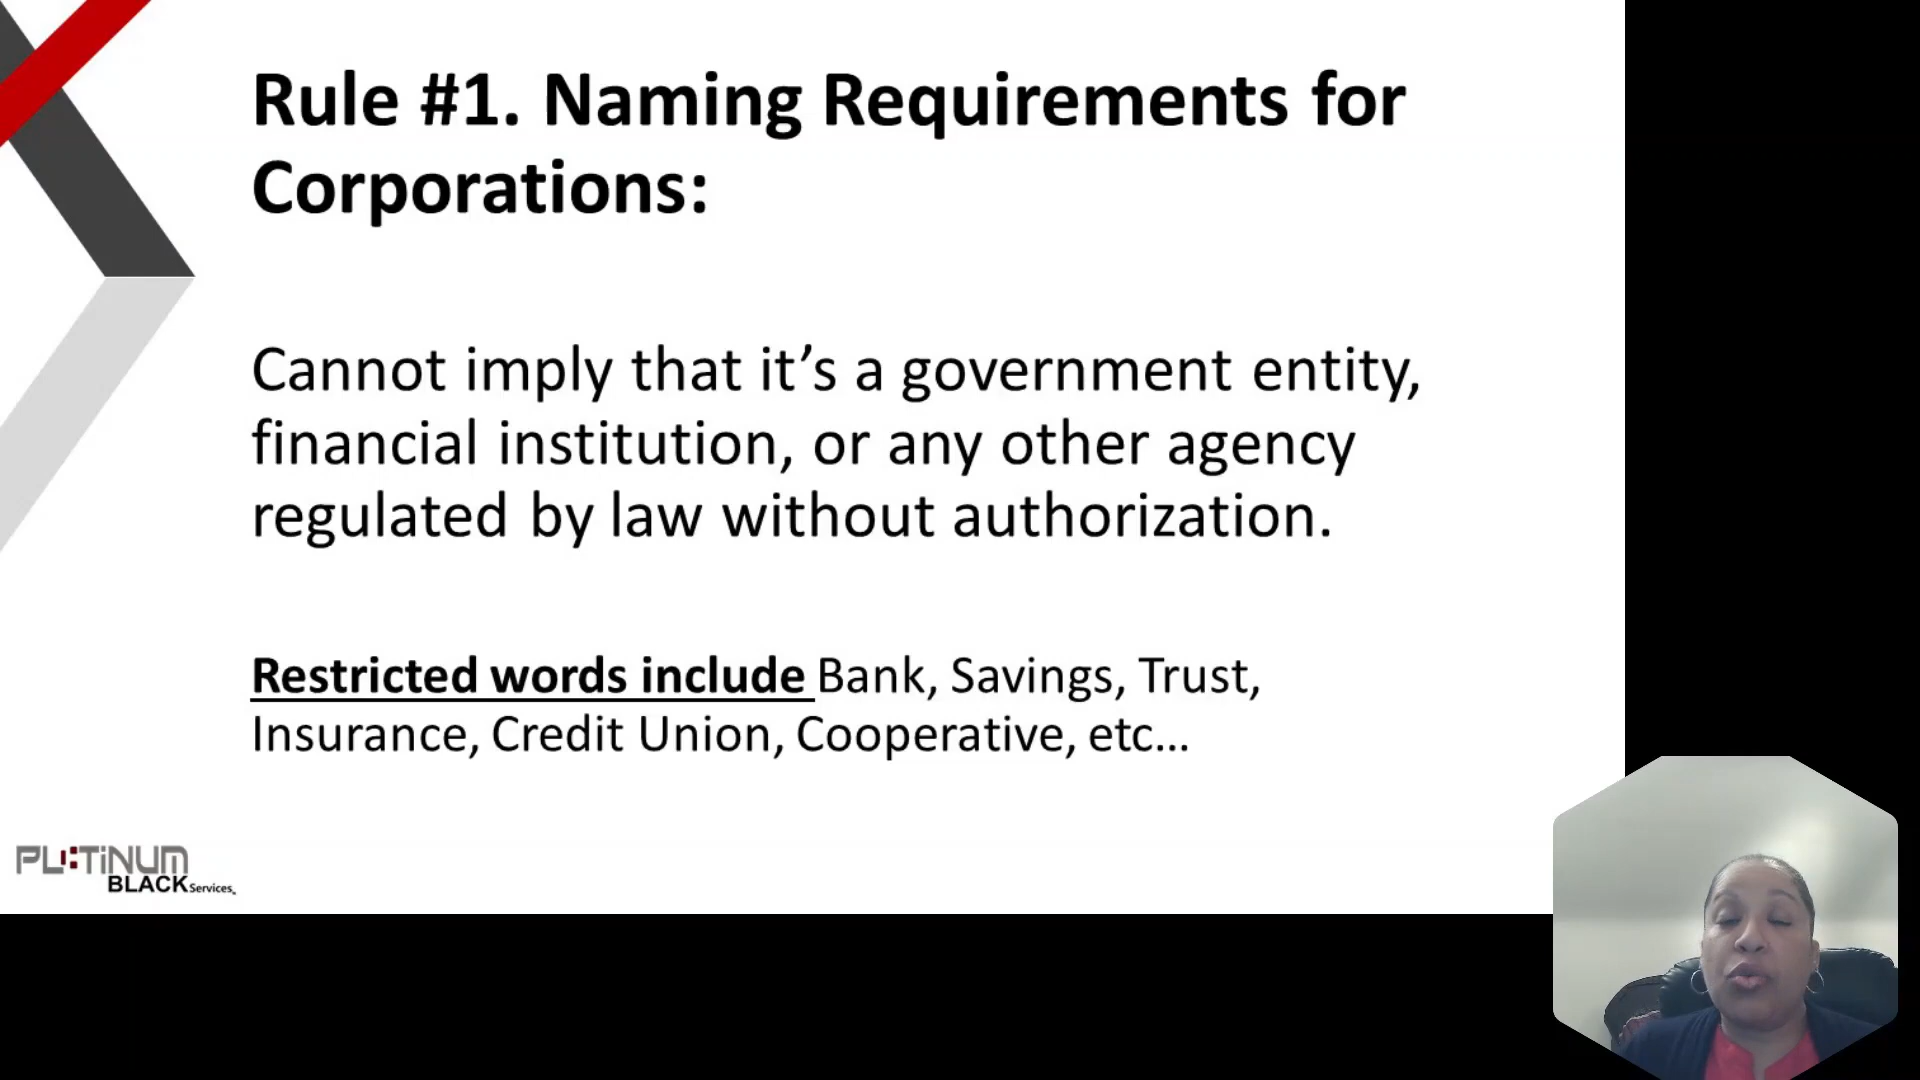 Rule #1. Naming Requirements for
Corporations:
Cannot imply that it’s a government entity,
financial institution, or any other agency
regulated by law without authorization.
Restricted words include Bank, Savings, Trust,
Insurance, Credit Union, Cooperative, etc…
PLATINUM
BLACK Services